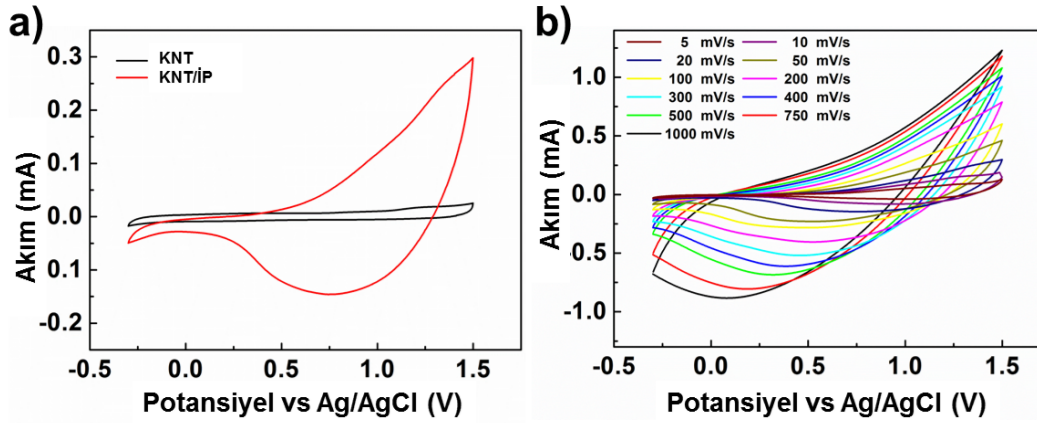 a)
KNT
KNT/İP
0.3
0.2
0.1
0.0
0.1
-0.2
Akım (mA)
-0.5 0.0 0.5 1.0 1.5
Potansiyel vs Ag/AgCl (V)
b)
5 mV/s 10 mV/s
20 mV/s 50 mV/s
100 mV/s 200 mV/s
300 mV/s 400 mV/s
500 mV/s 750 mV/s
1000 mV/s
1.0
0.5
0.0
-0.5
-1.0
Akım (mA)
-0.5 0.0 0.5 1.0 1.5
Potansiyel vs Ag/AgCl (V)